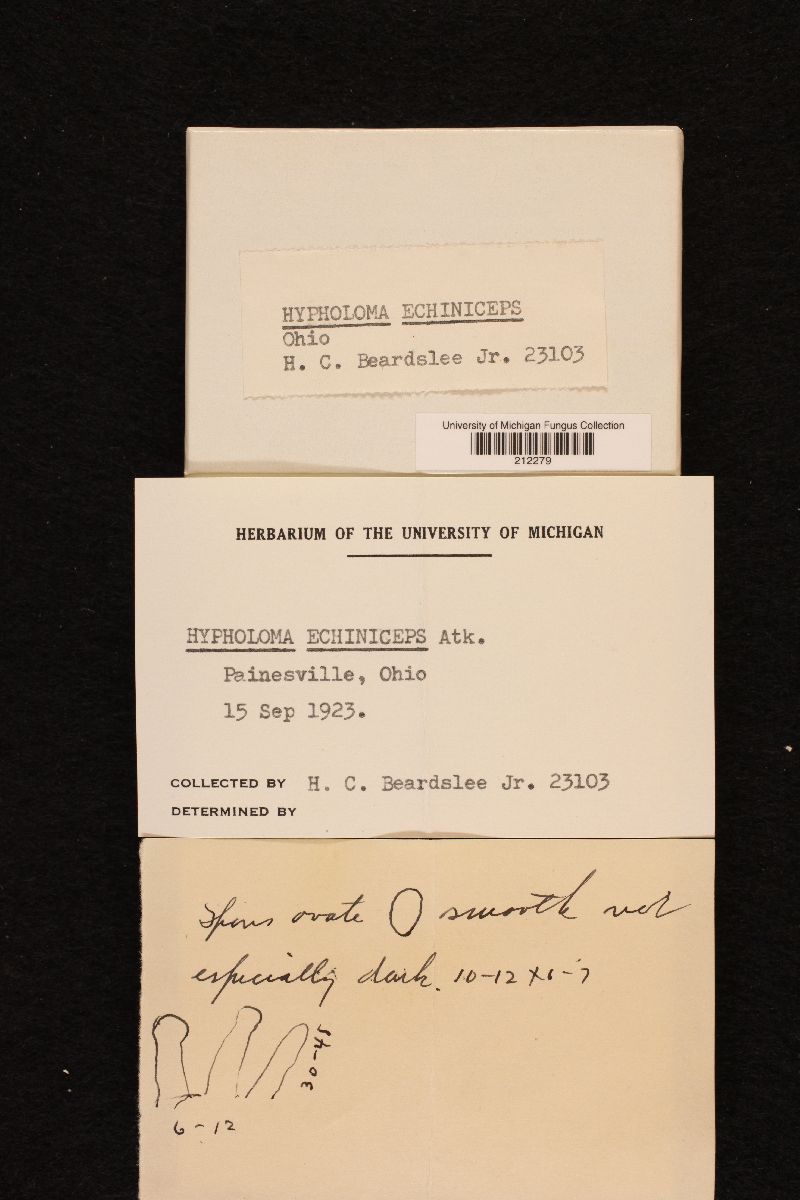 HYPHOLOMA ECHINICEPS
Ohio
H. C. Beardslee Jr. 23103
University of Michigan Fungus Collection
212279
HERBARIUM OF THE UNIVERSITY OF MICHIGAN
HYPHOLOMA ECHINICEPS Atk.
Painesville, Ohio
15 Sep 1923.
COLLECTED BY H. C. Beardslee Jr. 23103
DETERMINED BY
Spores ovate smooth not
especially dark. 10-12 x 6-7
30-45
6-12